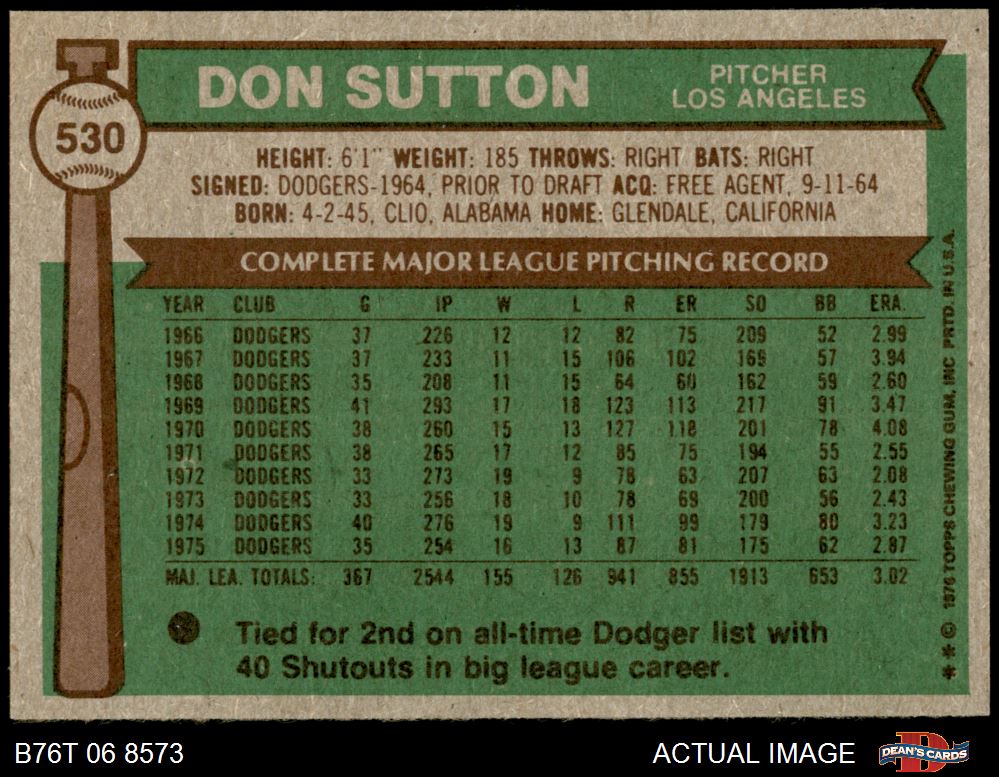 DON SUTTON
PITCHER
LOS ANGELES
530
HEIGHT: 6'1" WEIGHT: 185 THROWS: RIGHT BATS: RIGHT
SIGNED: DODGERS-1964, PRIOR TO DRAFT ACQ: FREE AGENT, 9-11-64
BORN: 4-2-45, CLIO, ALABAMA HOME: GLENDALE, CALIFORNIA
COMPLETE MAJOR LEAGUE PITCHING RECORD
YEAR CLUB G IP W L R ER SO BB ERA.
1966 DODGERS 37 226 12 12 82 75 209 52 2.99
1967 DODGERS 37 233 11 15 106 102 169 57 3.94
1968 DODGERS 35 208 11 15 64 60 162 59 2.60
1969 DODGERS 41 293 17 18 123 113 217 91 3.47
1970 DODGERS 38 260 15 13 127 118 201 78 4.08
1971 DODGERS 38 265 17 12 85 75 194 55 2.55
1972 DODGERS 33 273 19 9 78 63 207 63 2.08
1973 DODGERS 33 256 18 10 78 69 200 56 2.43
1974 DODGERS 40 276 19 9 111 99 179 80 3.23
1975 DODGERS 35 254 16 13 87 81 175 62 2.87
MAJ. LEA. TOTALS: 367 2544 155 126 941 855 1913 653 3.02
Tied for 2nd on all-time Dodger list with
40 Shutouts in big league career.
* * © 1976 TOPPS CHEWING GUM, INC PRTD. IN U.S.A.
B76T 06 8573
ACTUAL IMAGE
DEAN'S CARDS